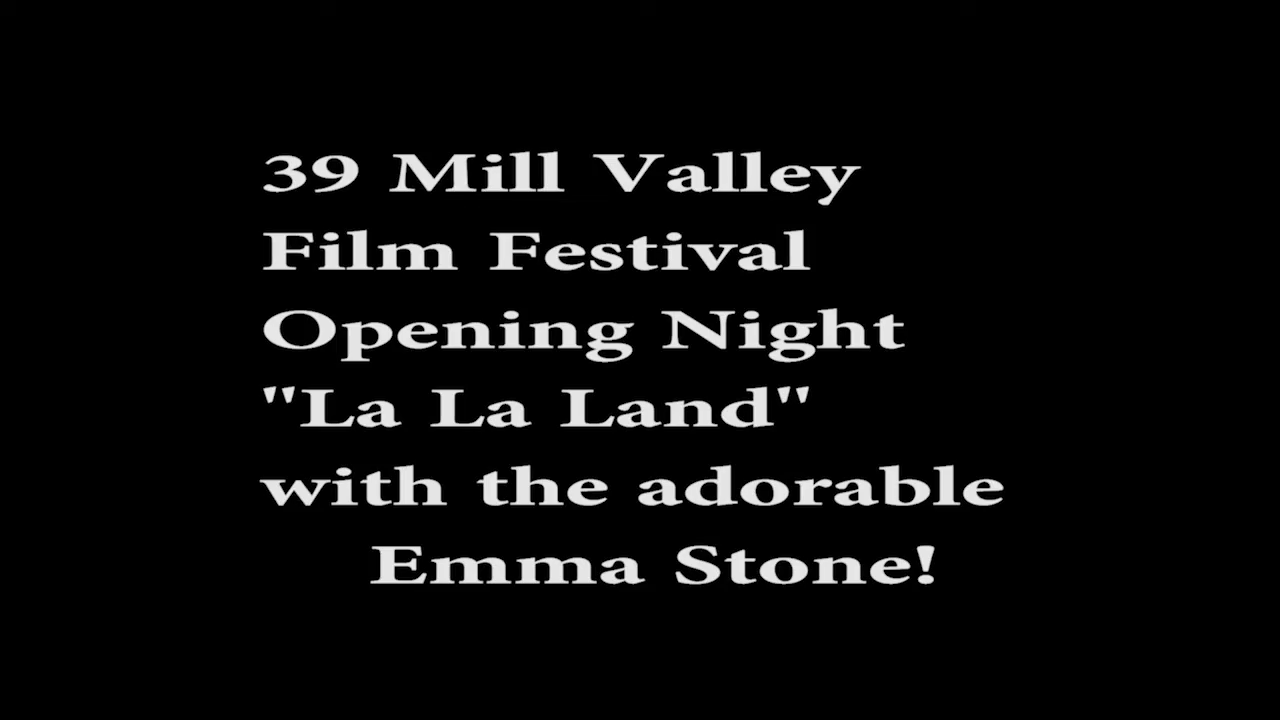 39 Mill Valley
Film Festival
Opening Night
"La La Land"
with the adorable
Emma Stone!